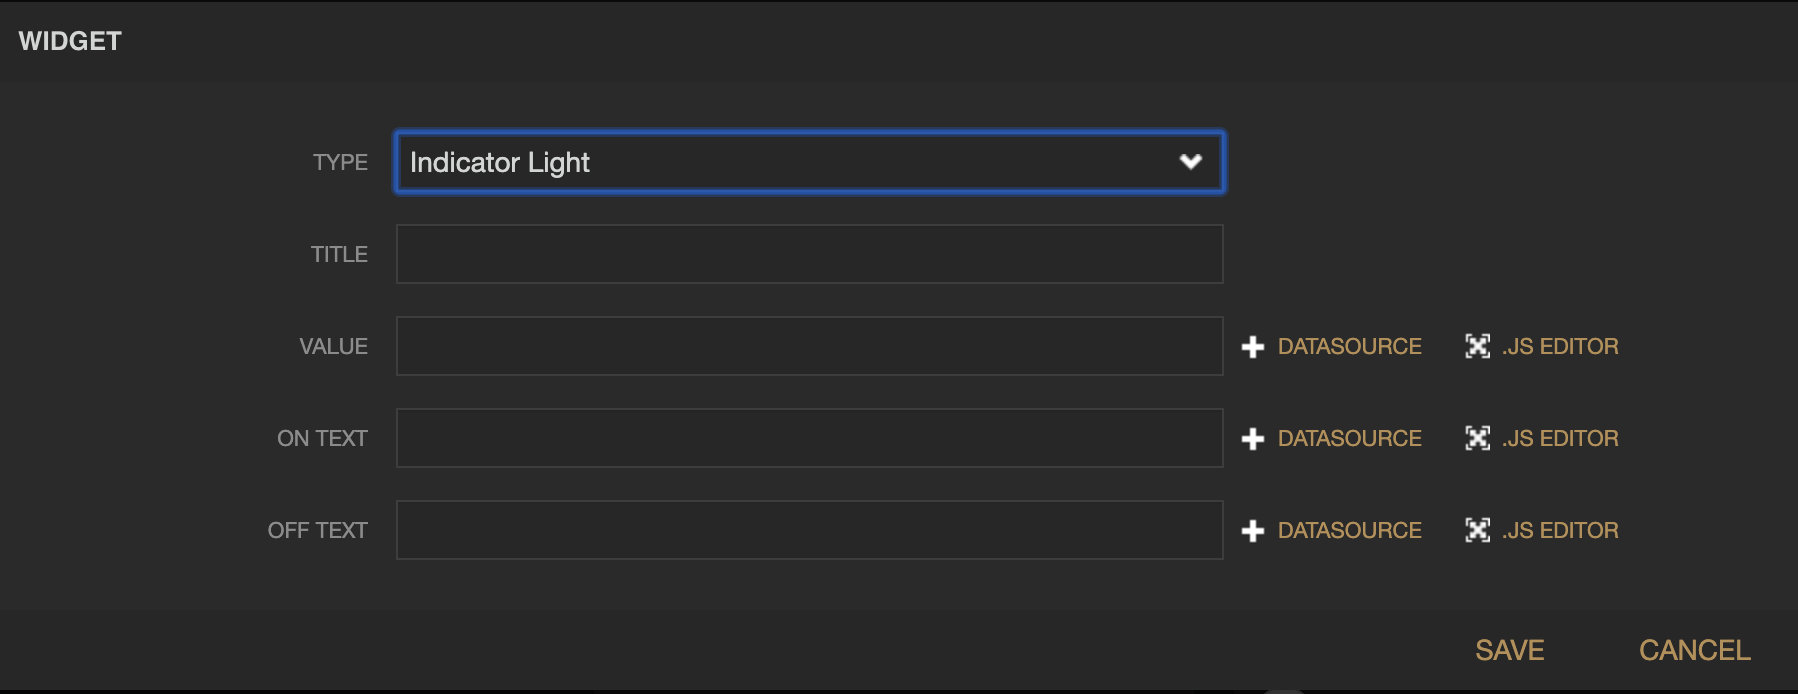 WIDGET
TYPE Indicator Light
TITLE
VALUE DATASOURCE .JS EDITOR
ON TEXT DATASOURCE .JS EDITOR
OFF TEXT DATASOURCE .JS EDITOR
SAVE CANCEL